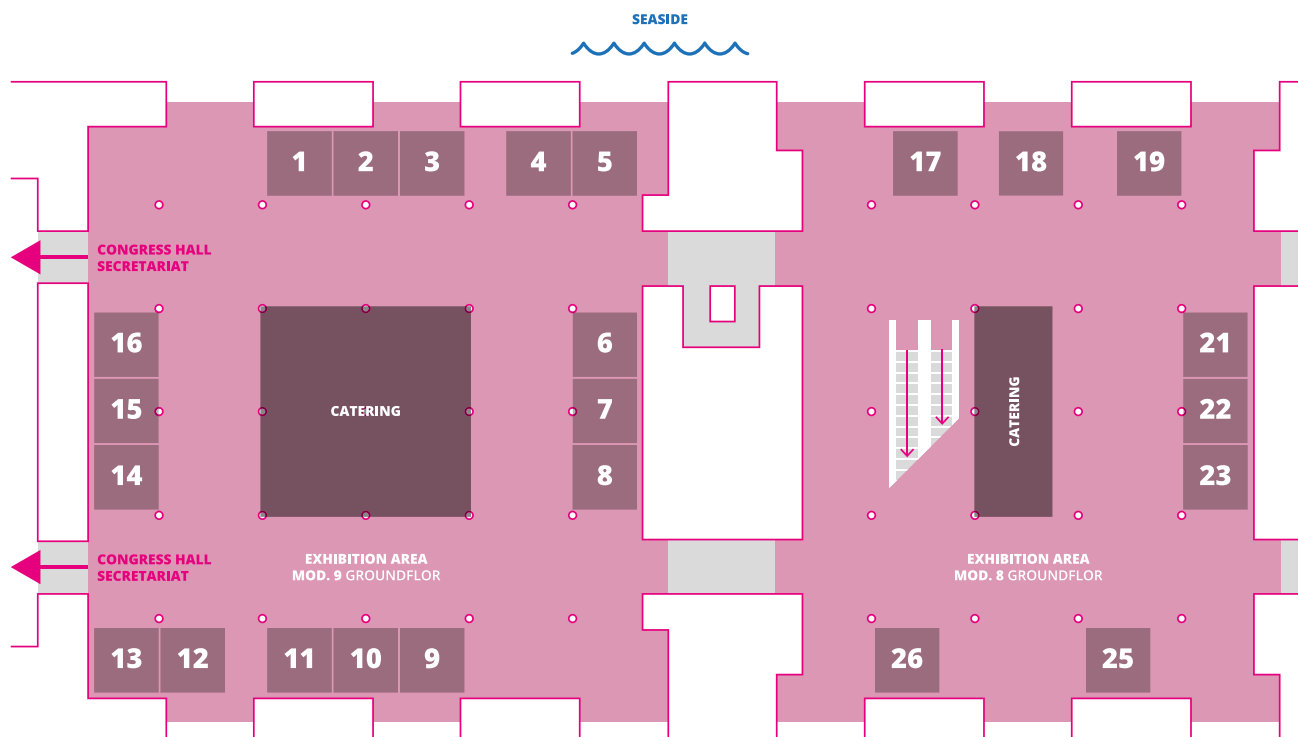 SEASIDE
1 2 3 4 5
17 18 19
CONGRESS HALL
SECRETARIAT
16
15
14
CATERING
6
7
8
CATERING
21
22
23
CONGRESS HALL
SECRETARIAT
EXHIBITION AREA
MOD. 9 GROUNDFLOR
EXHIBITION AREA
MOD. 8 GROUNDFLOR
13 12 11 10 9
26 25